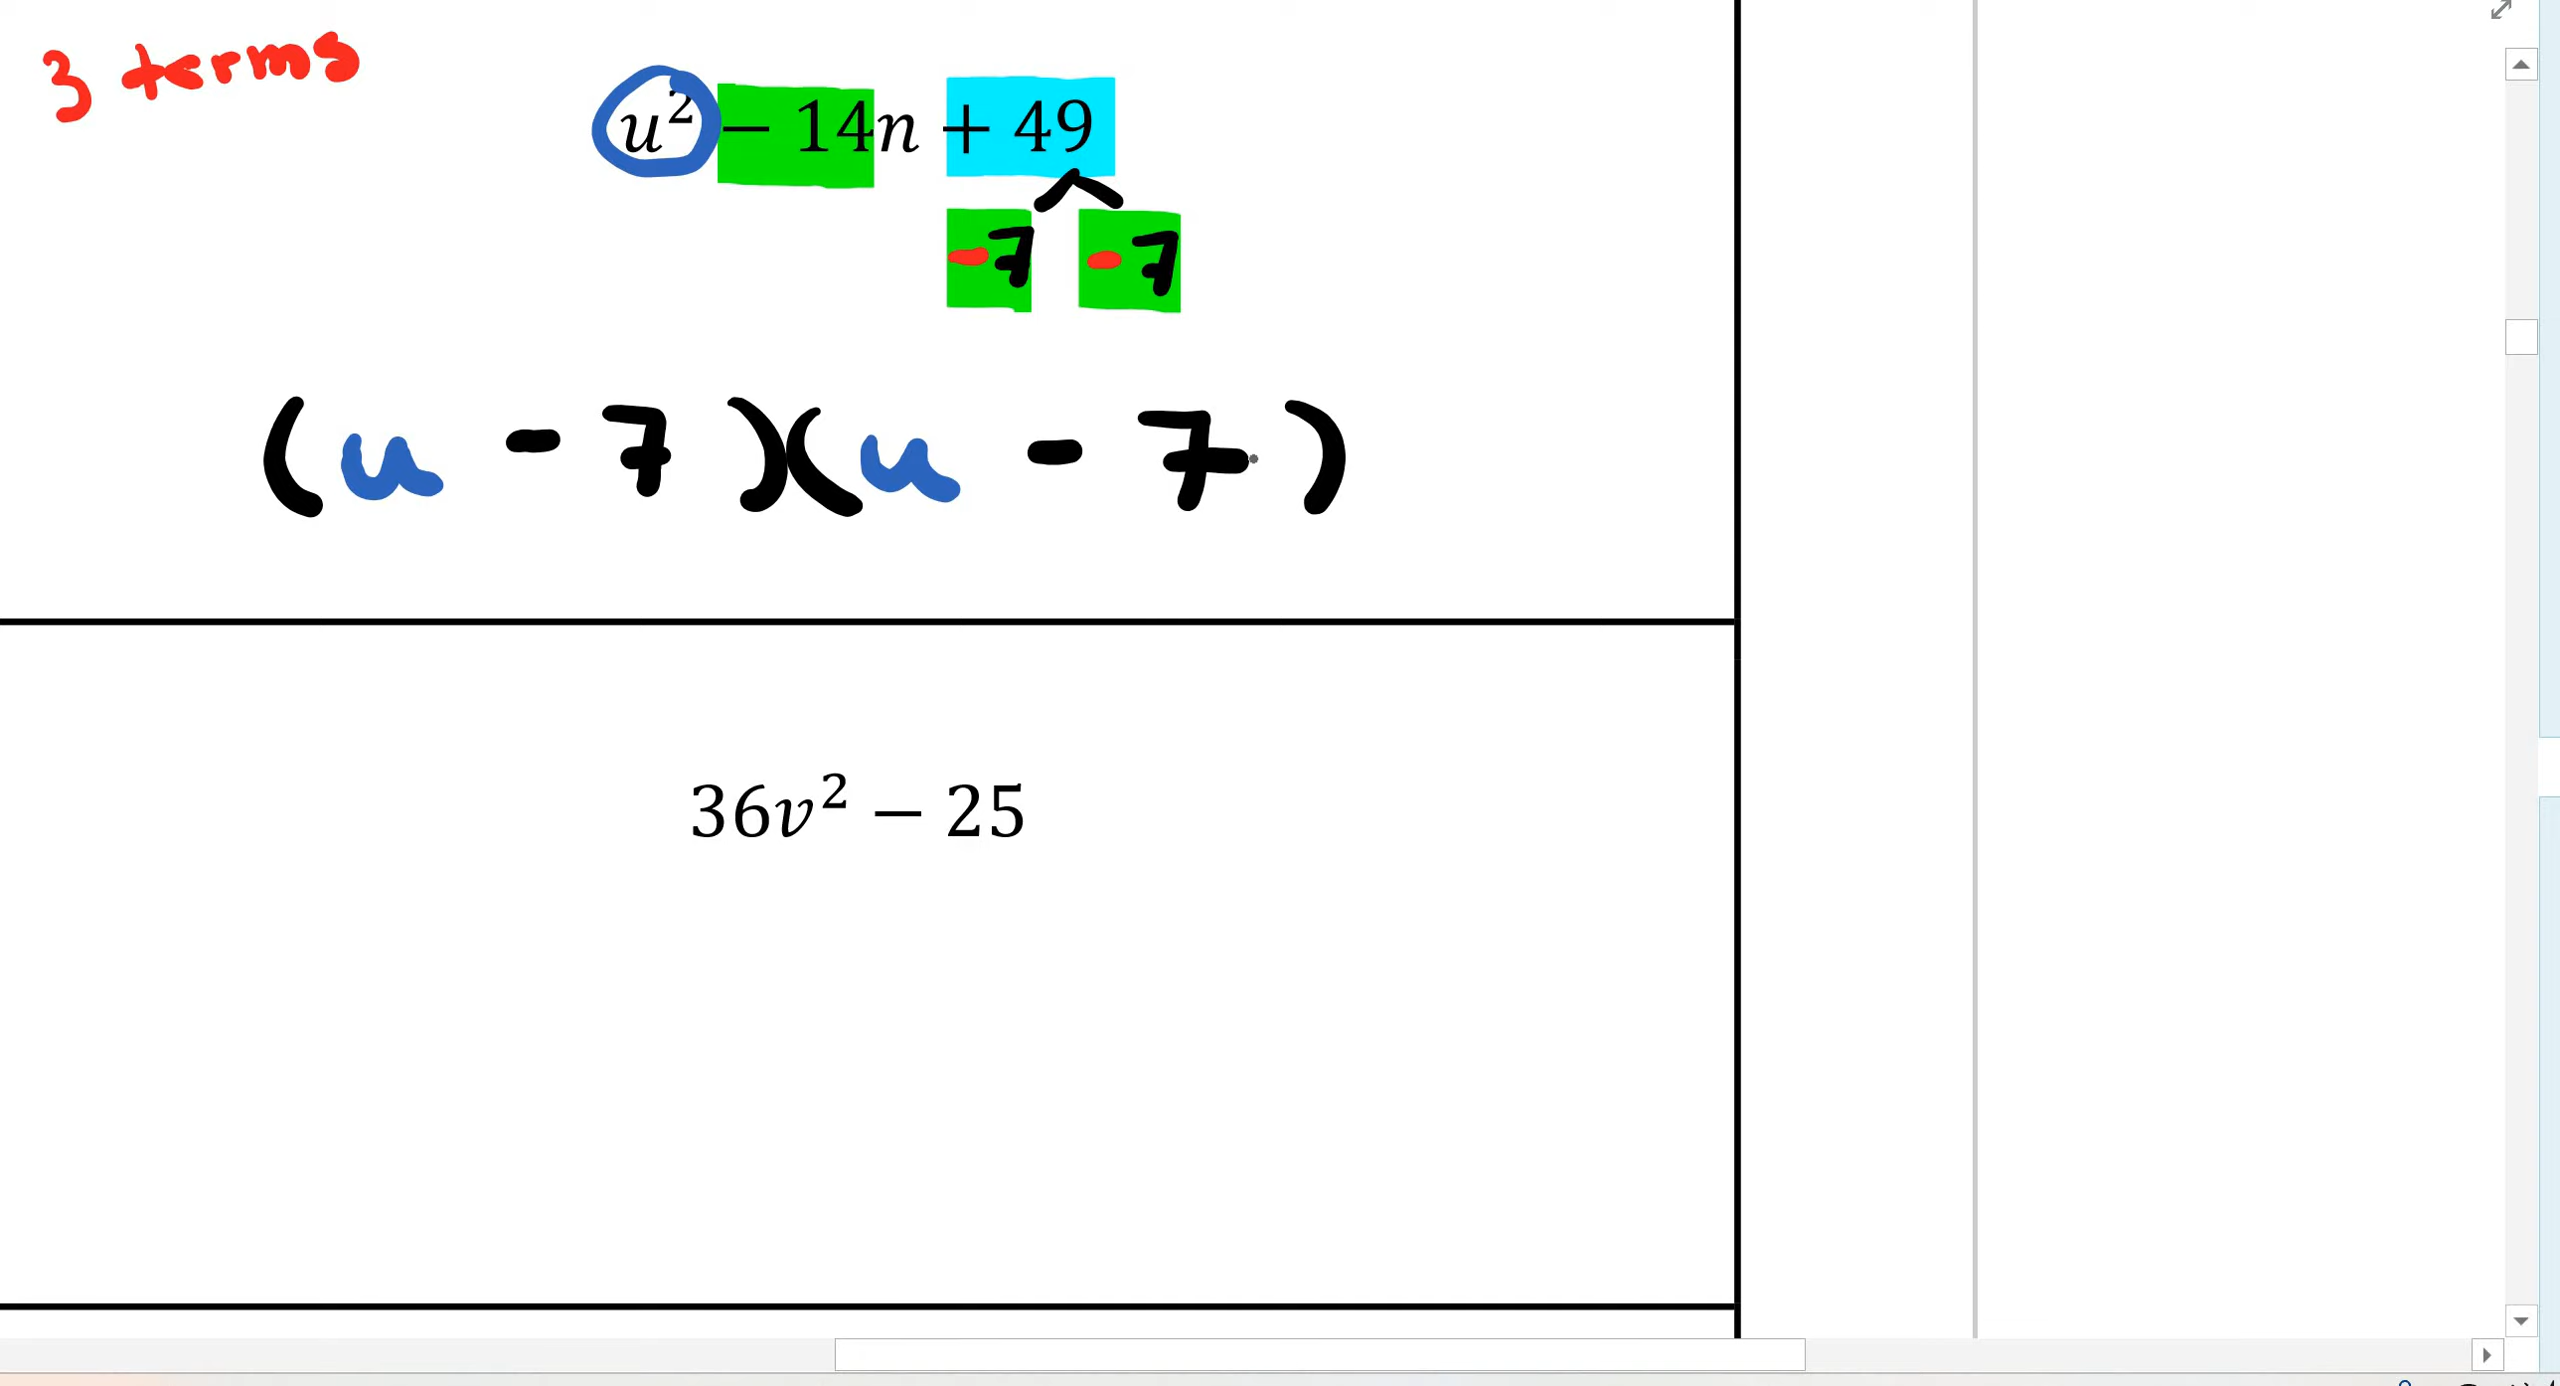 3 terms
u² − 14n + 49
-7 -7
(u - 7)(u - 7)
36v² − 25